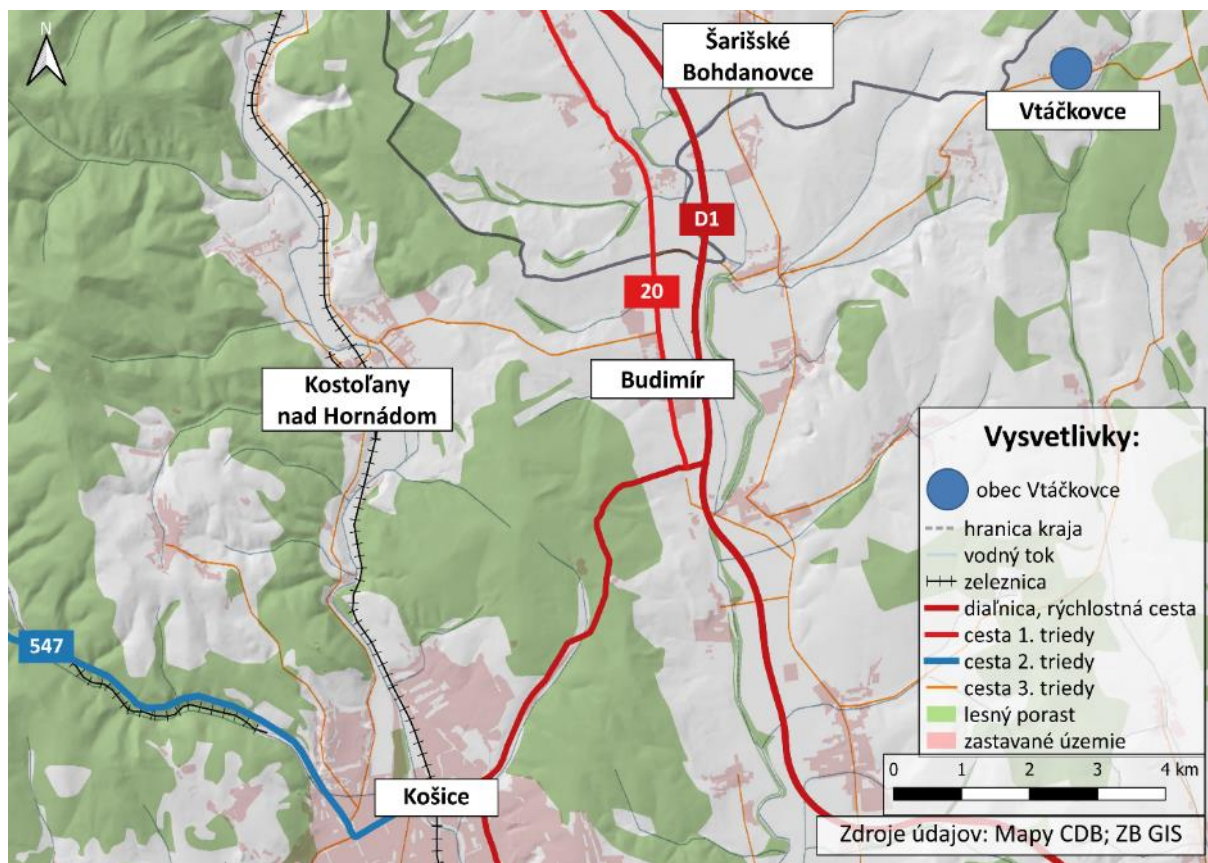 N
Šarišské
Bohdanovce
Vtáčkovce
D1
20
Kostoľany
nad Hornádom
Budimír
547
Košice
Vysvetlivky:
obec Vtáčkovce
hranica kraja
vodný tok
zeleznica
diaľnica, rýchlostná cesta
cesta 1. triedy
cesta 2. triedy
cesta 3. triedy
lesný porast
zastavané územie
0 1 2 3 4 km
Zdroje údajov: Mapy CDB; ZB GIS